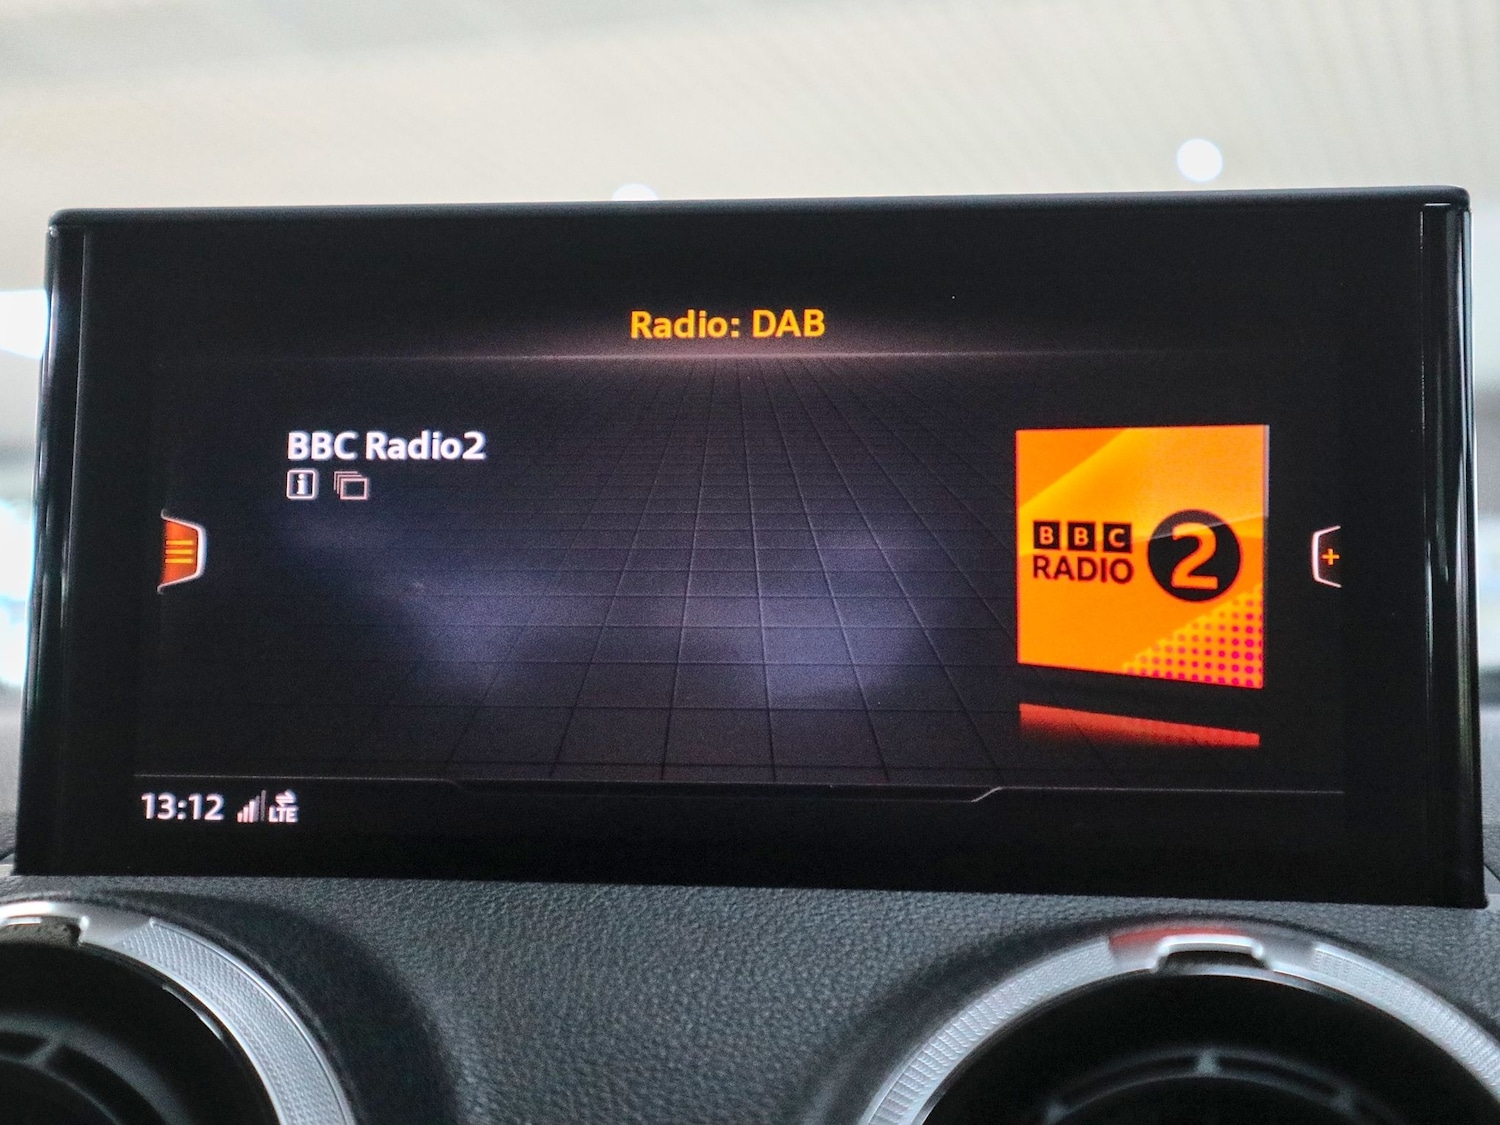 Radio: DAB
BBC Radio2
i
BBC
RADIO 2
+
13:12 LTE